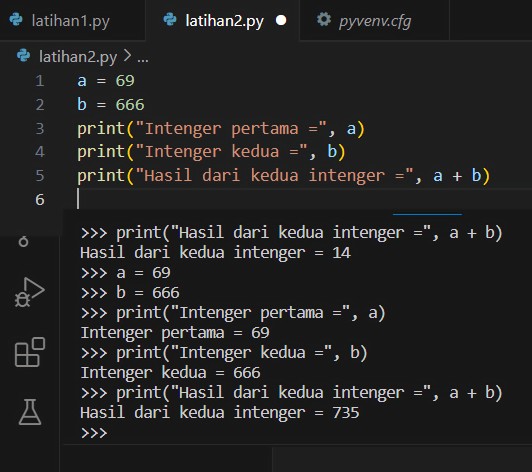 latihan1.py
latihan2.py
pyvenv.cfg
latihan2.py > ...
1 a = 69
2 b = 666
3 print("Intenger pertama =", a)
4 print("Intenger kedua =", b)
5 print("Hasil dari kedua intenger =", a + b)
6
>>> print("Hasil dari kedua intenger =", a + b)
Hasil dari kedua intenger = 14
>>> a = 69
>>> b = 666
>>> print("Intenger pertama =", a)
Intenger pertama = 69
>>> print("Intenger kedua =", b)
Intenger kedua = 666
>>> print("Hasil dari kedua intenger =", a + b)
Hasil dari kedua intenger = 735
>>>